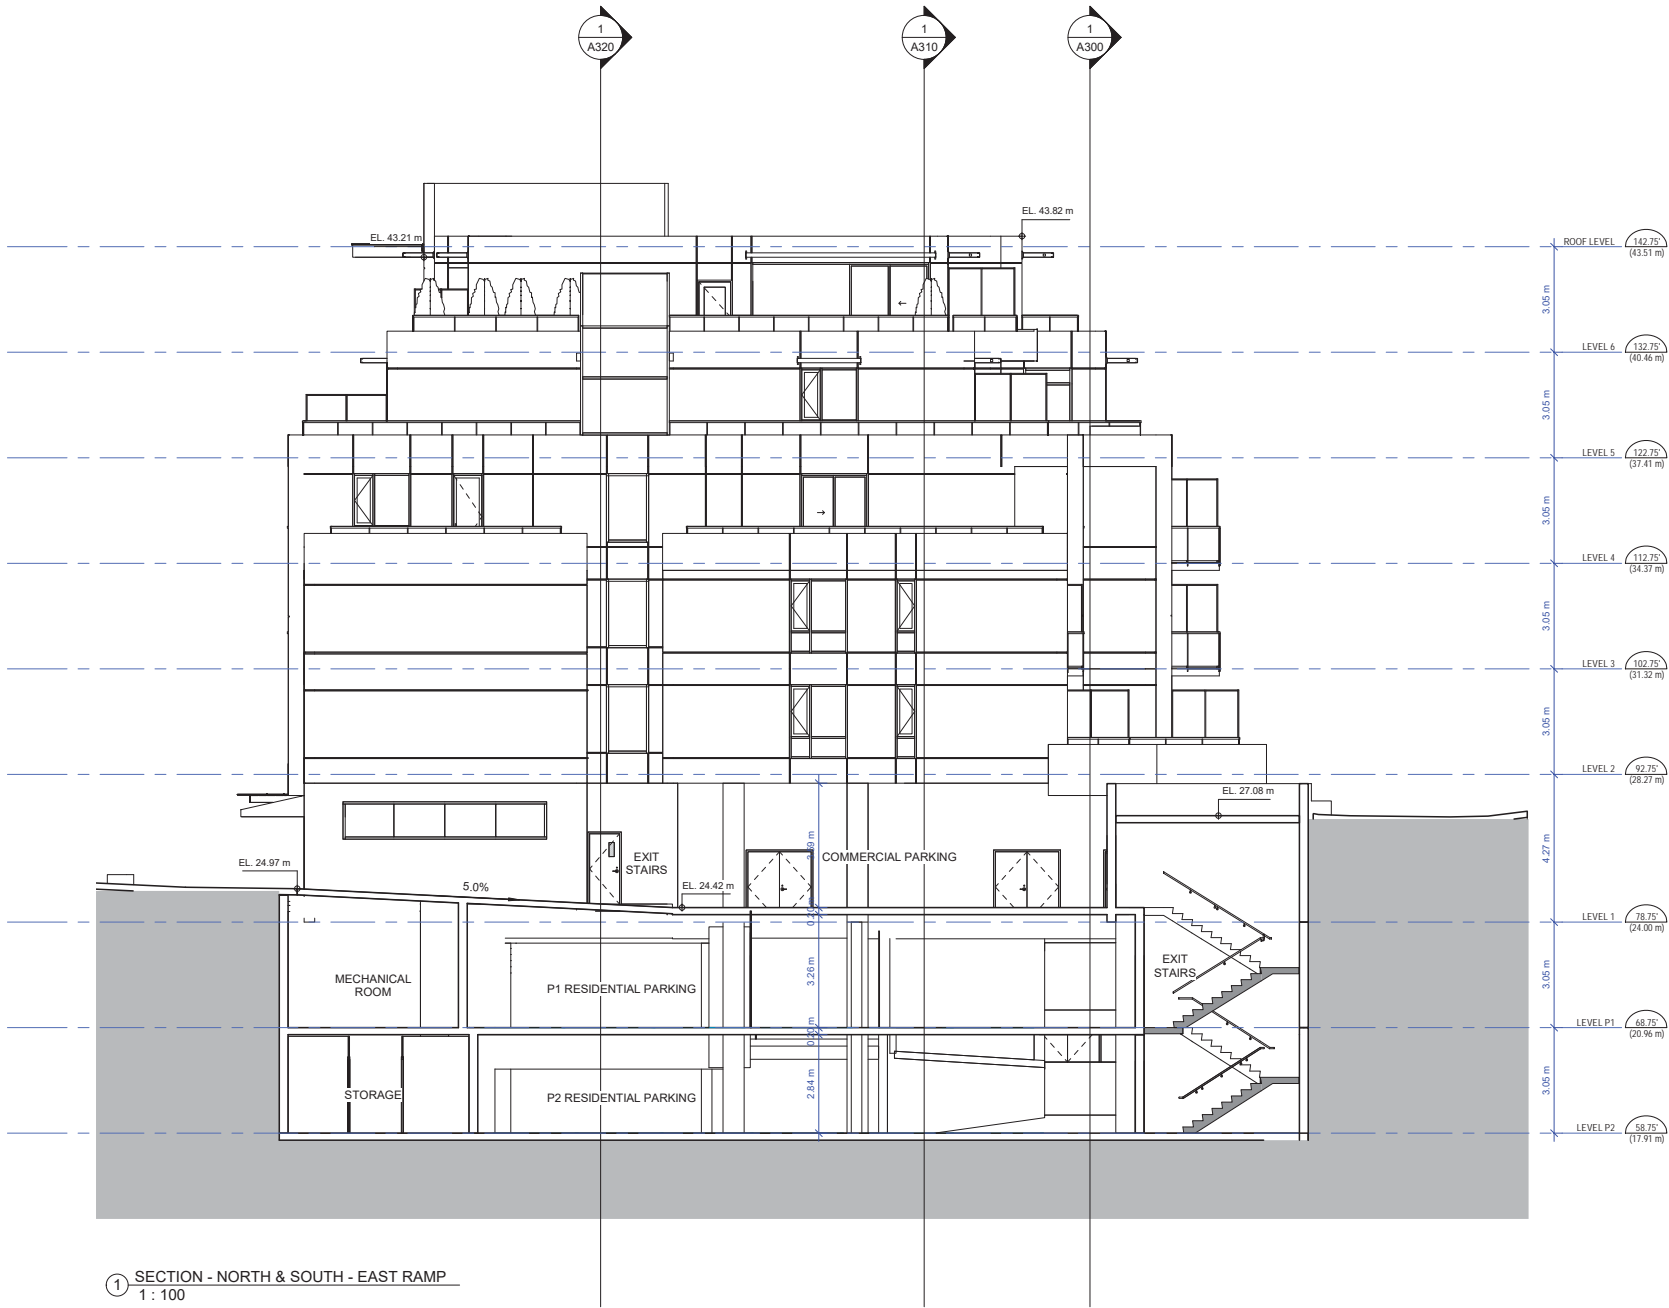 1
A320
1
A310
1
A300
EL. 43.82 m
EL. 43.21 m
ROOF LEVEL 142.75'
(43.51 m)
3.05 m
LEVEL 6 132.75'
(40.46 m)
3.05 m
LEVEL 5 122.75'
(37.41 m)
3.05 m
LEVEL 4 112.75'
(34.37 m)
3.05 m
LEVEL 3 102.75'
(31.32 m)
3.05 m
LEVEL 2 92.75'
(28.27 m)
EL. 27.08 m
4.27 m
EXIT
STAIRS
COMMERCIAL PARKING
EL. 24.97 m
5.0%
EL. 24.42 m
LEVEL 1 78.75'
(24.00 m)
MECHANICAL
ROOM
P1 RESIDENTIAL PARKING
3.26 m
EXIT
STAIRS
3.05 m
LEVEL P1 68.75'
(20.96 m)
0.20 m
STORAGE
P2 RESIDENTIAL PARKING
2.84 m
3.05 m
LEVEL P2 58.75'
(17.91 m)
1
SECTION - NORTH & SOUTH - EAST RAMP
1 : 100